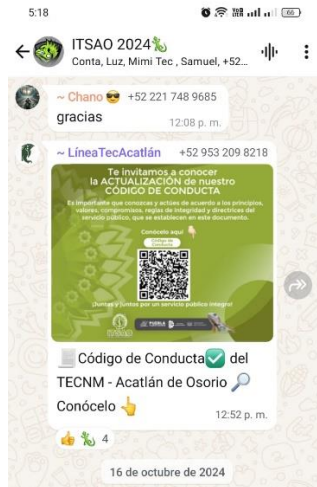 5:18
66
ITSAO 2024🦎
Conta, Luz, Mimi Tec , Samuel, +52...
~ Chano 😎 +52 221 748 9685
gracias
12:08 p. m.
~ LíneaTecAcatlán +52 953 209 8218
Te invitamos a conocer
la ACTUALIZACIÓN de nuestro
CÓDIGO DE CONDUCTA
Es importante que conozcas y actúes de acuerdo a los principios,
valores, compromisos, reglas de integridad y directrices del
servicio público, que se establecen en este documento.
Conócelo aquí 👇
Código de
Conducta
¡Juntas y juntos por un servicio público íntegro!
ITSAO
PUEBLA
📃Código de Conducta✅ del
TECNM - Acatlán de Osorio 🔎
Conócelo 👆
12:52 p. m.
👍🦎 4
16 de octubre de 2024